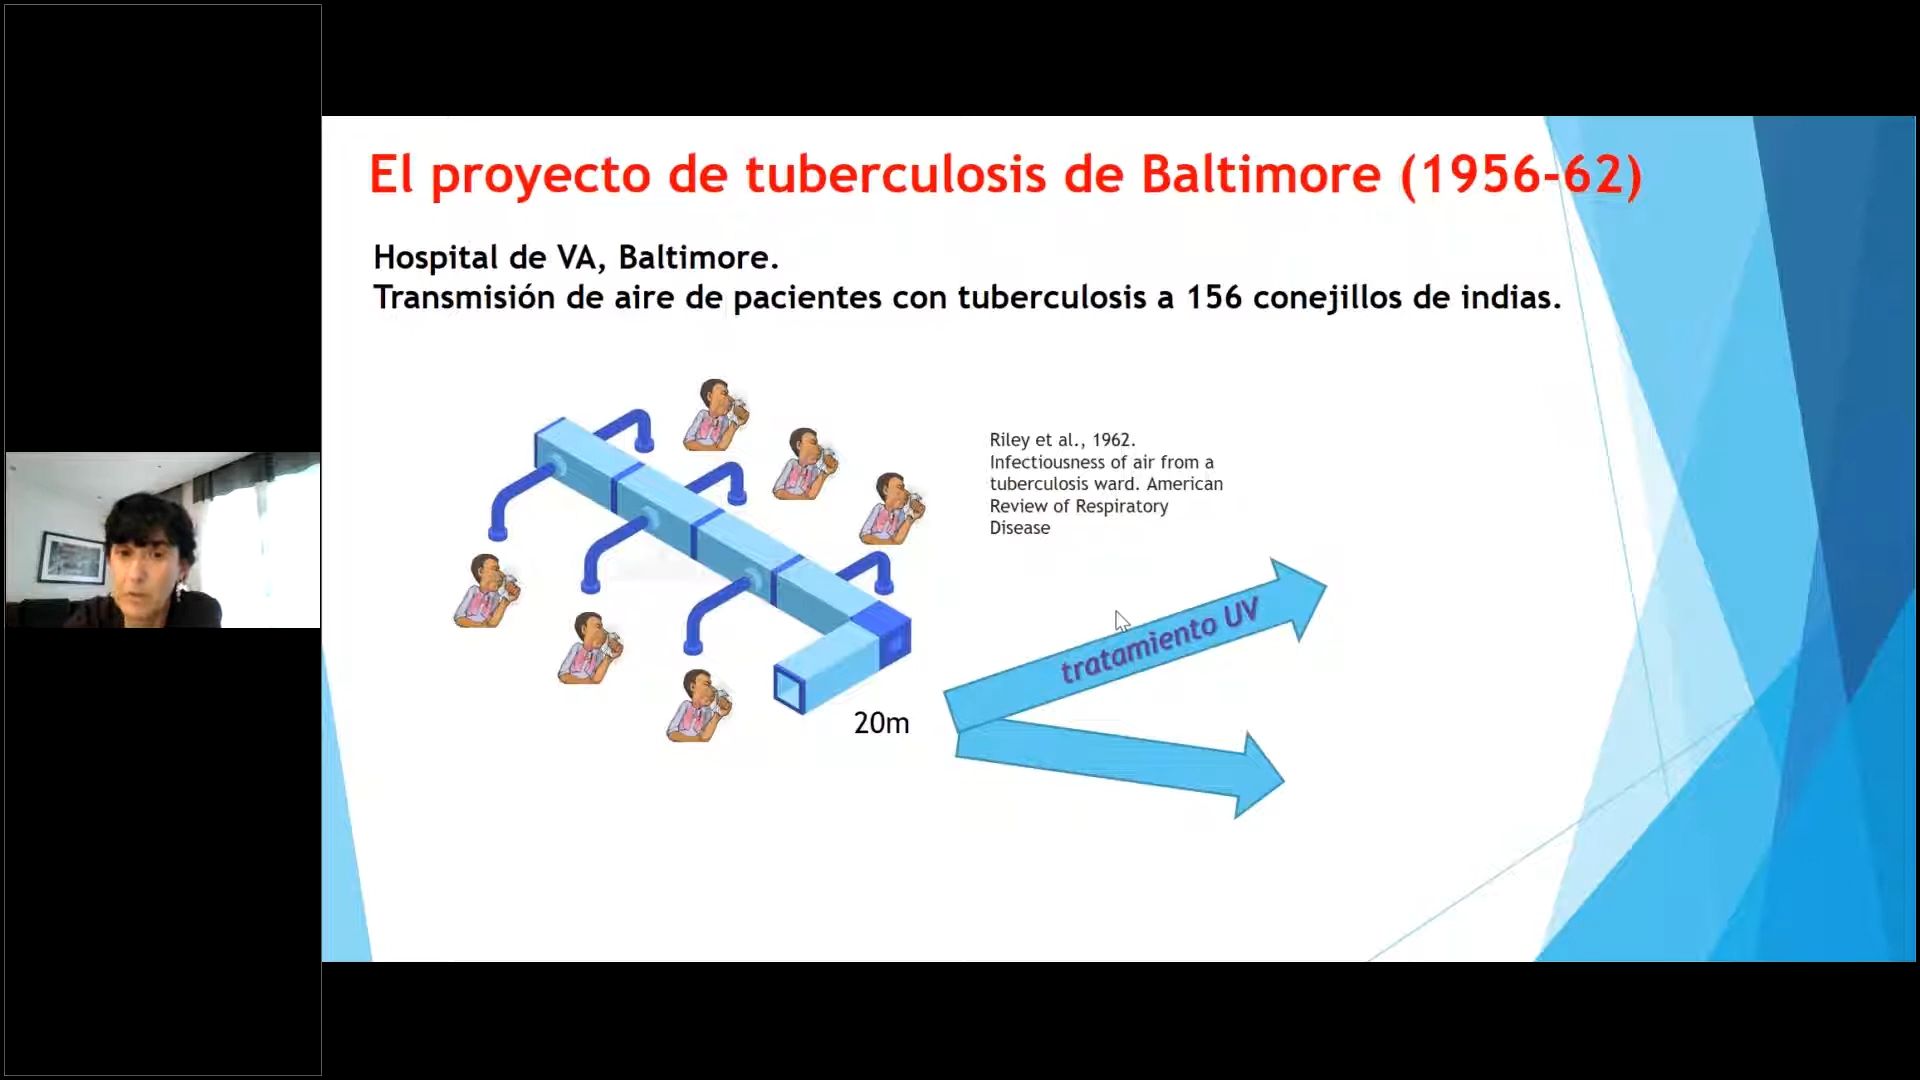 El proyecto de tuberculosis de Baltimore (1956-62)
Hospital de VA, Baltimore.
Transmisión de aire de pacientes con tuberculosis a 156 conejillos de indias.
Riley et al., 1962.
Infectiousness of air from a
tuberculosis ward. American
Review of Respiratory
Disease
tratamiento UV
20m